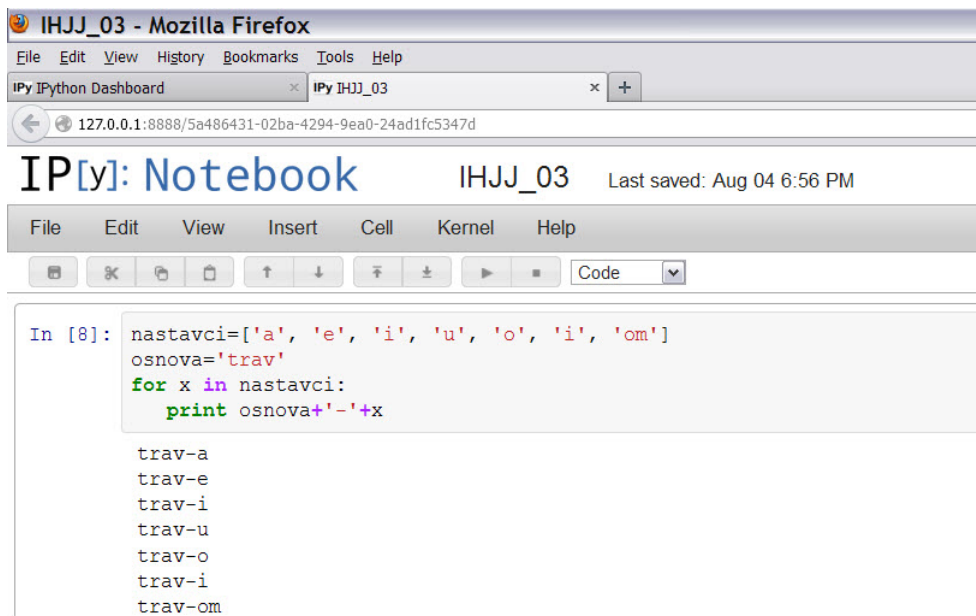 IHJJ_03 - Mozilla Firefox
File Edit View History Bookmarks Tools Help
IPy IPython Dashboard × IPy IHJJ_03 × +
127.0.0.1:8888/5a486431-02ba-4294-9ea0-24ad1fc5347d
IP[y]: Notebook IHJJ_03 Last saved: Aug 04 6:56 PM
File Edit View Insert Cell Kernel Help
Code
In [8]: nastavci=['a', 'e', 'i', 'u', 'o', 'i', 'om']
osnova='trav'
for x in nastavci:
   print osnova+'-'+x
trav-a
trav-e
trav-i
trav-u
trav-o
trav-i
trav-om